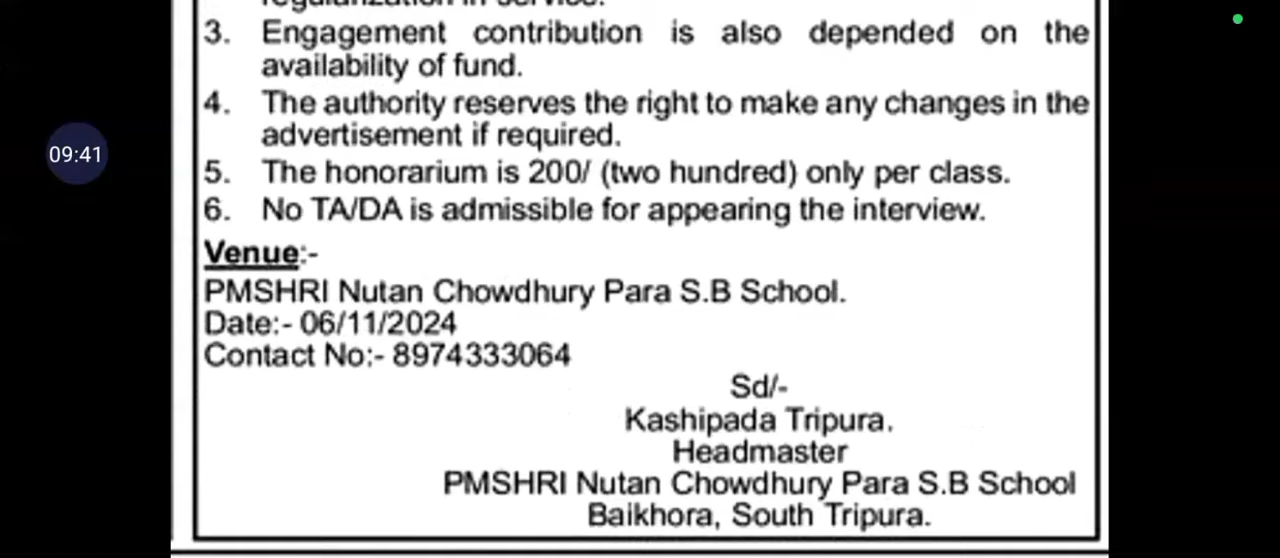 regularization in service.
3. Engagement contribution is also depended on the
availability of fund.
4. The authority reserves the right to make any changes in the
advertisement if required.
5. The honorarium is 200/ (two hundred) only per class.
6. No TA/DA is admissible for appearing the interview.
Venue:-
PMSHRI Nutan Chowdhury Para S.B School.
Date:- 06/11/2024
Contact No:- 8974333064
Sd/-
Kashipada Tripura.
Headmaster
PMSHRI Nutan Chowdhury Para S.B School
Baikhora, South Tripura.
09:41